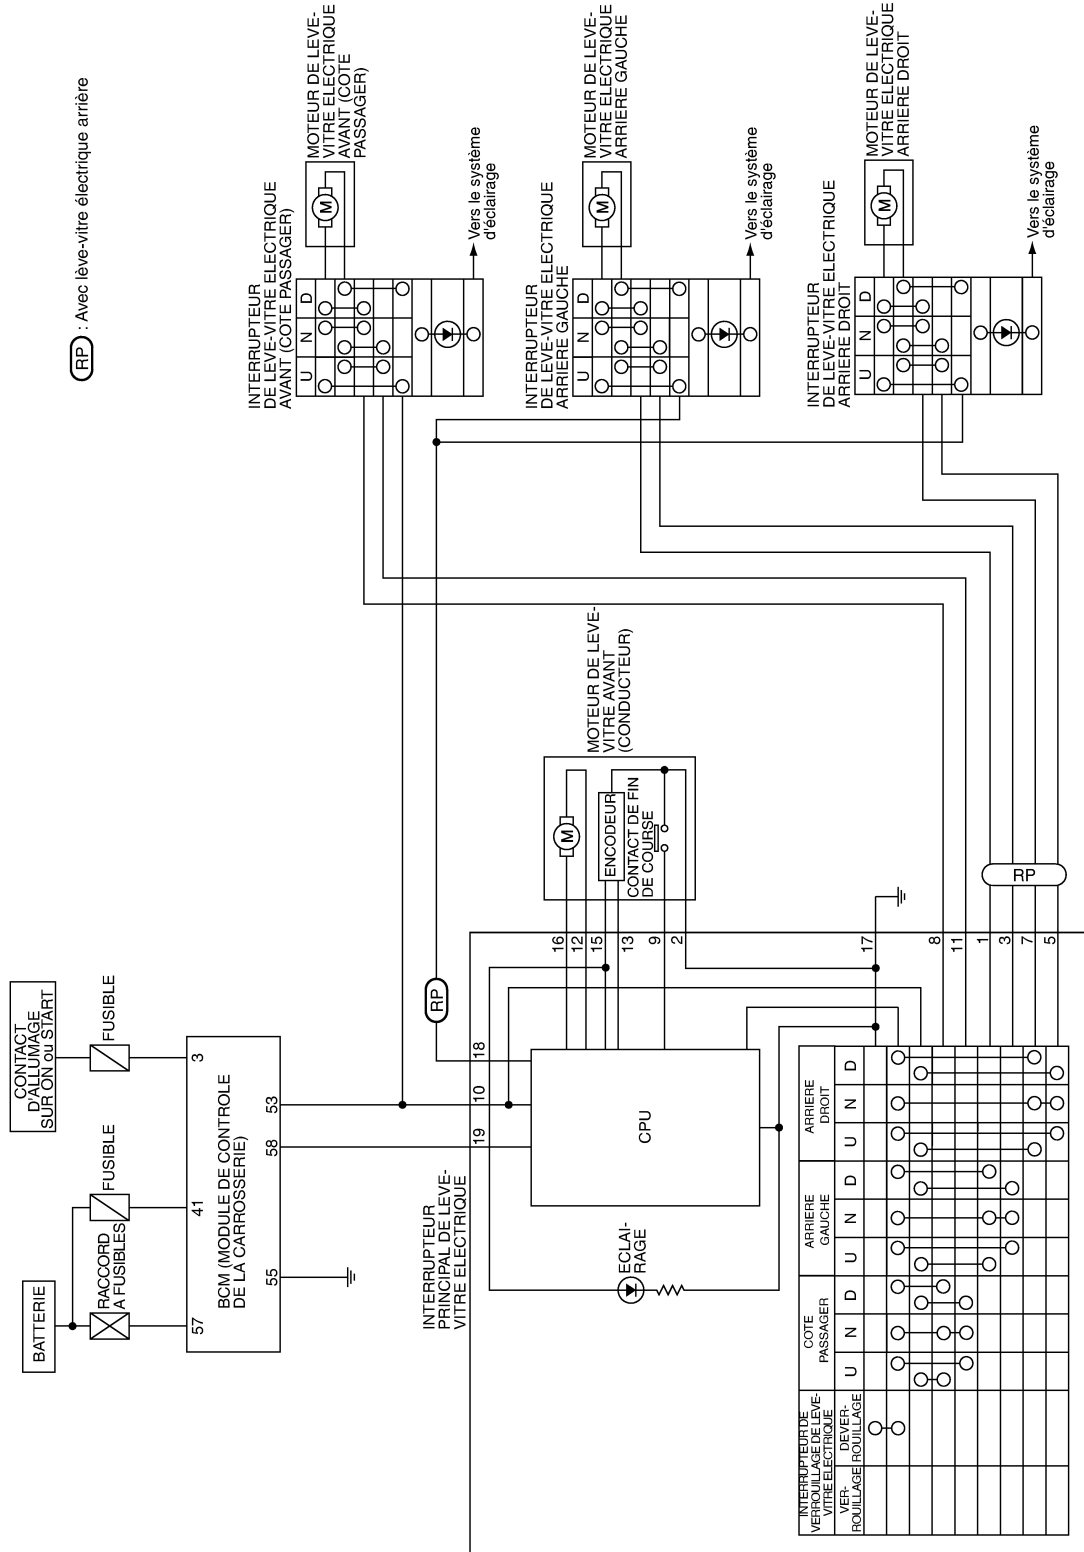 RP : Avec lève-vitre électrique arrière
CONTACT
D'ALLUMAGE
SUR ON ou START
FUSIBLE
BATTERIE
RACCORD
A FUSIBLES
FUSIBLE
57
41
3
BCM (MODULE DE CONTROLE
DE LA CARROSSERIE)
55
58
53
INTERRUPTEUR
DE LEVE-VITRE ELECTRIQUE
AVANT (COTE PASSAGER)
U N D
MOTEUR DE LEVE-
VITRE ELECTRIQUE
AVANT (COTE
PASSAGER)
M
Vers le système
d'éclairage
INTERRUPTEUR
DE LEVE-VITRE ELECTRIQUE
ARRIERE GAUCHE
U N D
MOTEUR DE LEVE-
VITRE ELECTRIQUE
ARRIERE GAUCHE
M
Vers le système
d'éclairage
INTERRUPTEUR
DE LEVE-VITRE ELECTRIQUE
ARRIERE DROIT
U N D
MOTEUR DE LEVE-
VITRE ELECTRIQUE
ARRIERE DROIT
M
Vers le système
d'éclairage
RP
INTERRUPTEUR
PRINCIPAL DE LEVE-
VITRE ELECTRIQUE
19
10
18
CPU
ECLAI-
RAGE
MOTEUR DE LEVE-
VITRE AVANT
(CONDUCTEUR)
M
ENCODEUR
CONTACT DE FIN
DE COURSE
16
12
15
13
9
2
17
8
11
1
3
7
5
RP
INTERRUPTEUR DE
VERROUILLAGE DE LEVE-
VITRE ELECTRIQUE
VER-
ROUILLAGE
DEVER-
ROUILLAGE
COTE
PASSAGER
U N D
ARRIERE
GAUCHE
U N D
ARRIERE
DROIT
U N D